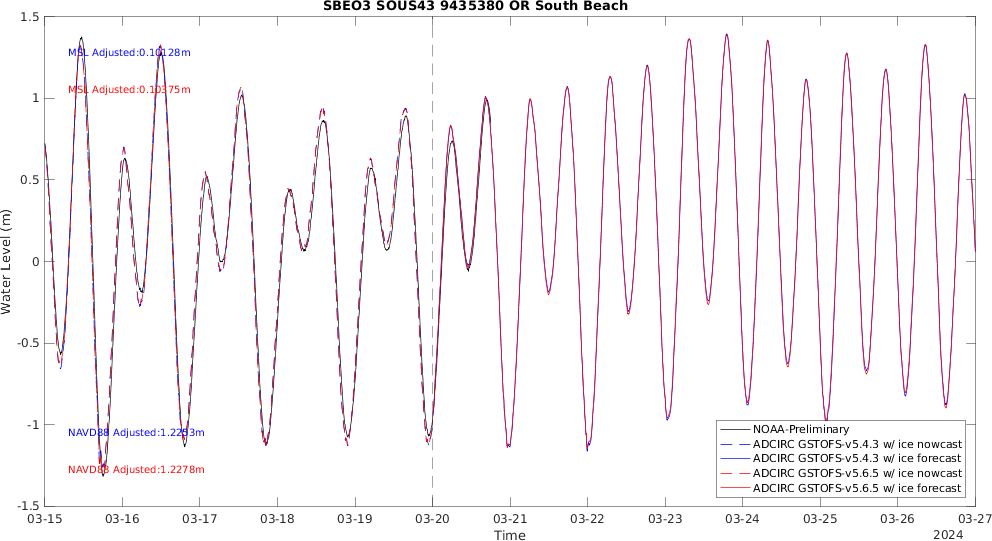 SBEO3 SOUS43 9435380 OR South Beach
1.5
1
0.5
0
-0.5
-1
-1.5
Water Level (m)
MSL Adjusted:0.10128m
MSL Adjusted:0.10375m
NAVD88 Adjusted:1.2253m
NAVD88 Adjusted:1.2278m
NOAA-Preliminary
ADCIRC GSTOFS-v5.4.3 w/ ice nowcast
ADCIRC GSTOFS-v5.4.3 w/ ice forecast
ADCIRC GSTOFS-v5.6.5 w/ ice nowcast
ADCIRC GSTOFS-v5.6.5 w/ ice forecast
03-15 03-16 03-17 03-18 03-19 03-20 03-21 03-22 03-23 03-24 03-25 03-26 03-27
Time
2024